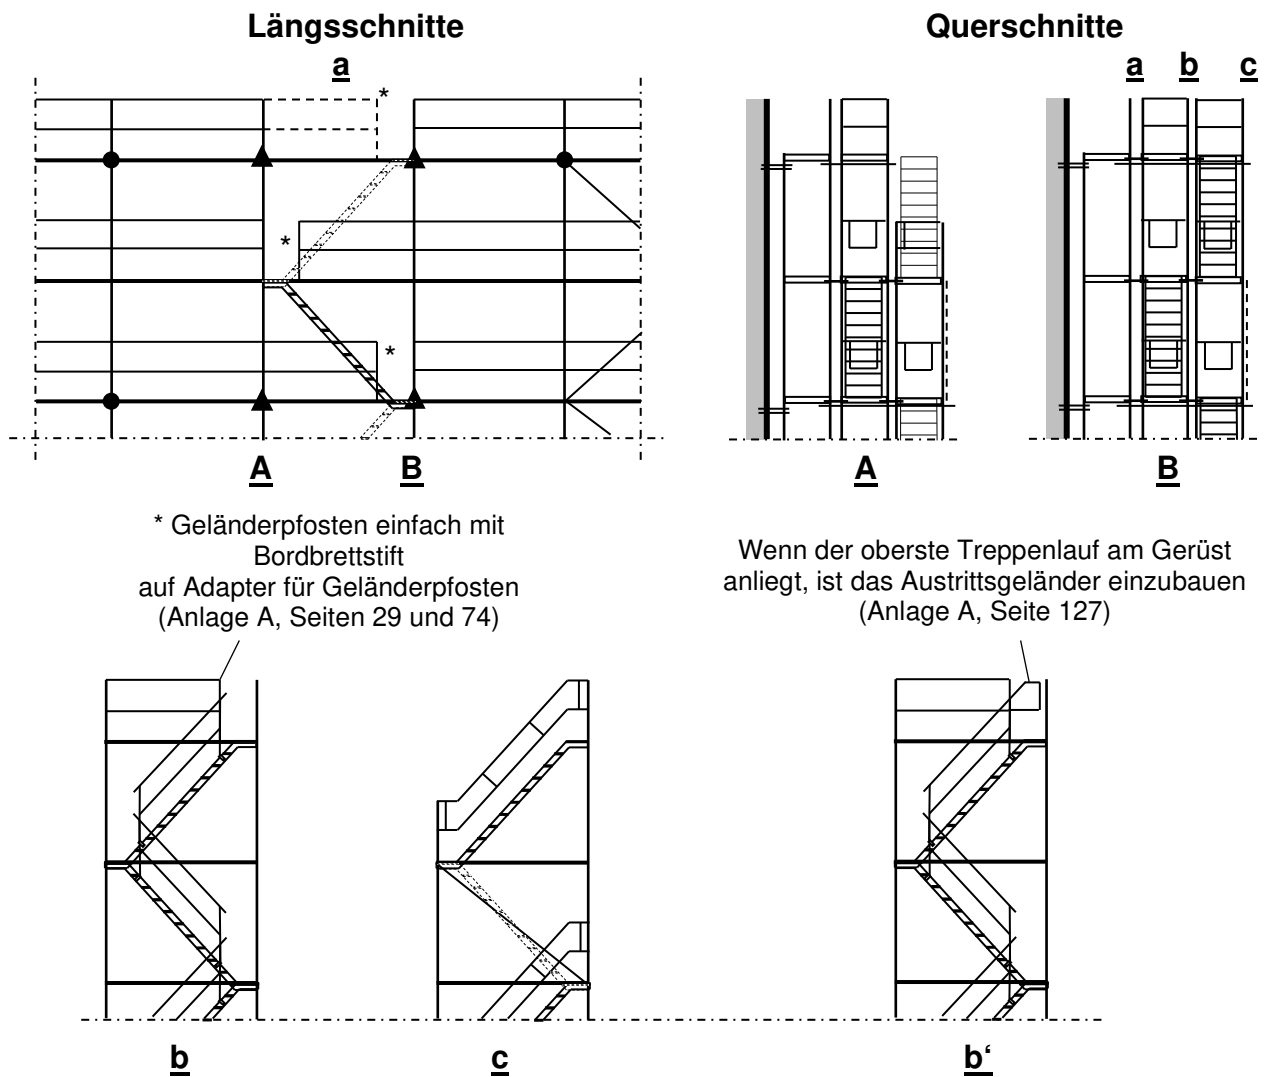 Längsschnitte
Querschnitte
a
a b c
*
*
*
A B
A
B
* Geländerpfosten einfach mit
Bordbrettstift
auf Adapter für Geländerpfosten
(Anlage A, Seiten 29 und 74)
Wenn der oberste Treppenlauf am Gerüst
anliegt, ist das Austrittsgeländer einzubauen
(Anlage A, Seite 127)
b
c
b‘